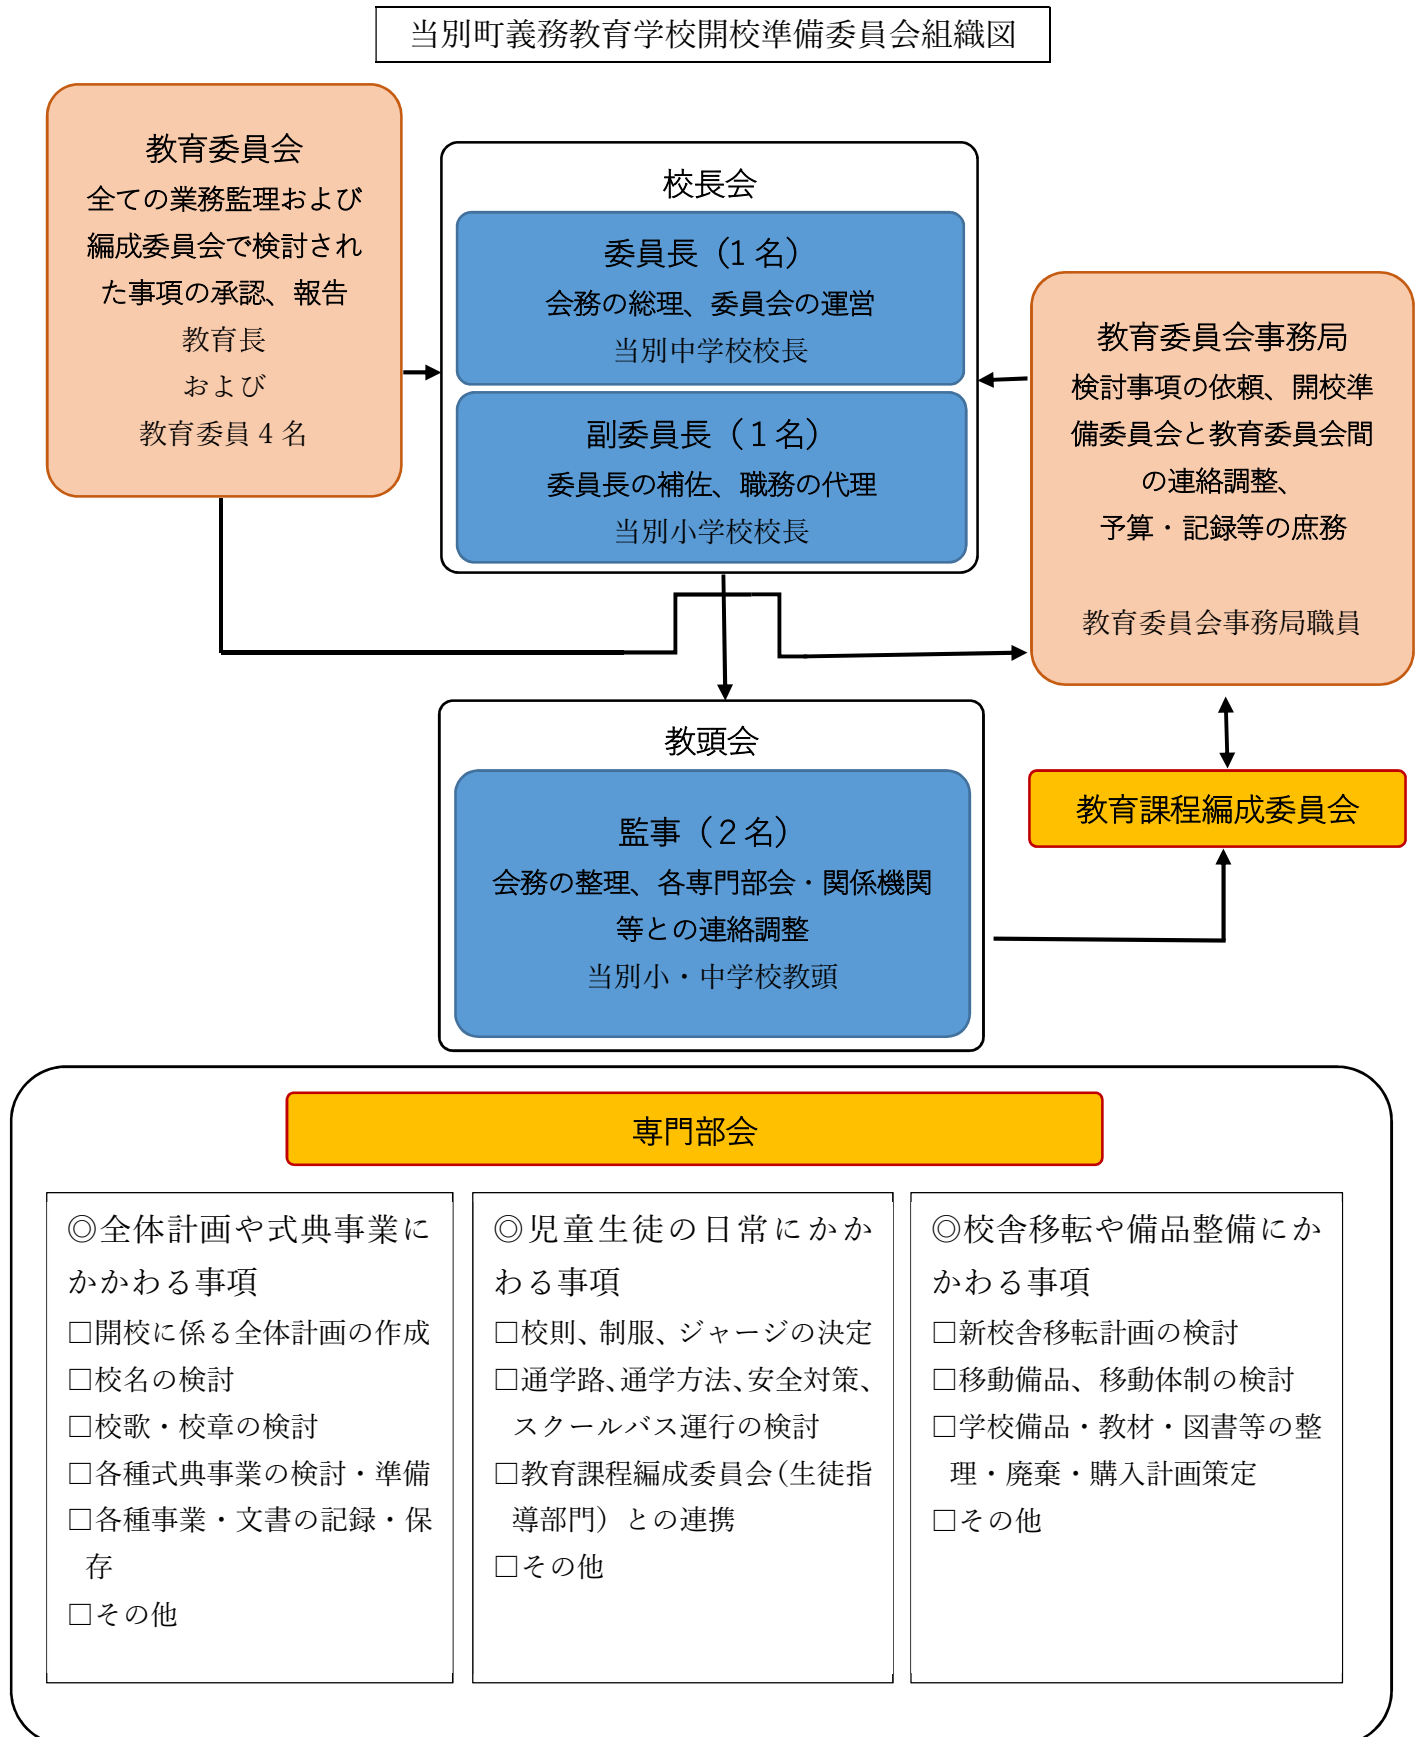 当別町義務教育学校開校準備委員会組織図
教育委員会
全ての業務監理および
編成委員会で検討され
た事項の承認、報告
教育長
および
教育委員４名
校長会
委員長（1 名）
会務の総理、委員会の運営
当別中学校校長
副委員長（１名）
委員長の補佐、職務の代理
当別小学校校長
教育委員会事務局
検討事項の依頼、開校準
備委員会と教育委員会間
の連絡調整、
予算・記録等の庶務
教育委員会事務局職員
教頭会
監事（２名）
会務の整理、各専門部会・関係機関
等との連絡調整
当別小・中学校教頭
教育課程編成委員会
専門部会
◎全体計画や式典事業に
かかわる事項
□開校に係る全体計画の作成
□校名の検討
□校歌・校章の検討
□各種式典事業の検討・準備
□各種事業・文書の記録・保
存
□その他
◎児童生徒の日常にかか
わる事項
□校則、制服、ジャージの決定
□通学路、通学方法、安全対策、
スクールバス運行の検討
□教育課程編成委員会（生徒指
導部門）との連携
□その他
◎校舎移転や備品整備にか
かわる事項
□新校舎移転計画の検討
□移動備品、移動体制の検討
□学校備品・教材・図書等の整
理・廃棄・購入計画策定
□その他